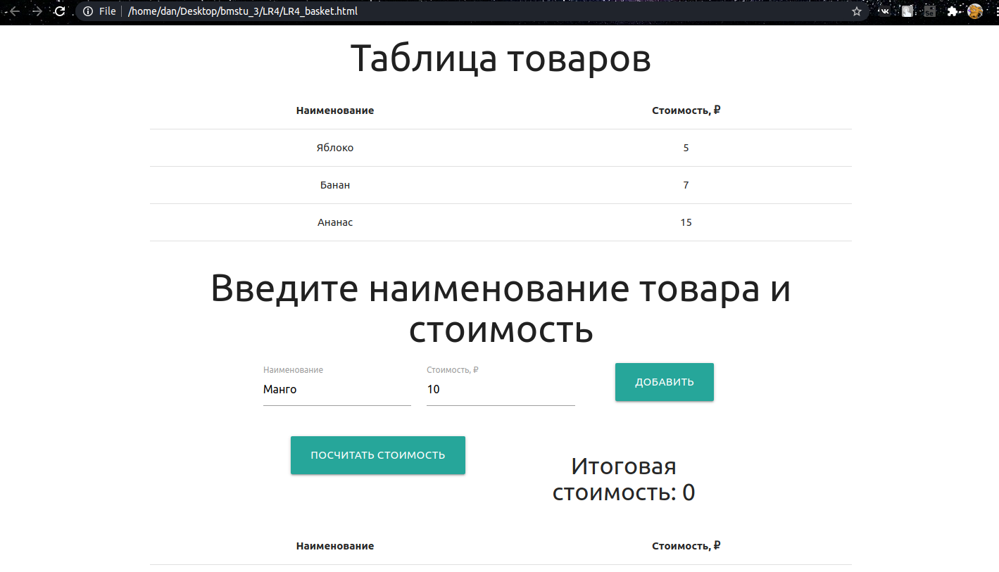 File /home/dan/Desktop/bmstu_3/LR4/LR4_basket.html
Таблица товаров
Наименование Стоимость, ₽
Яблоко 5
Банан 7
Ананас 15
Введите наименование товара и
стоимость
Наименование Стоимость, ₽
Манго 10
ДОБАВИТЬ
ПОСЧИТАТЬ СТОИМОСТЬ
Итоговая
стоимость: 0
Наименование Стоимость, ₽